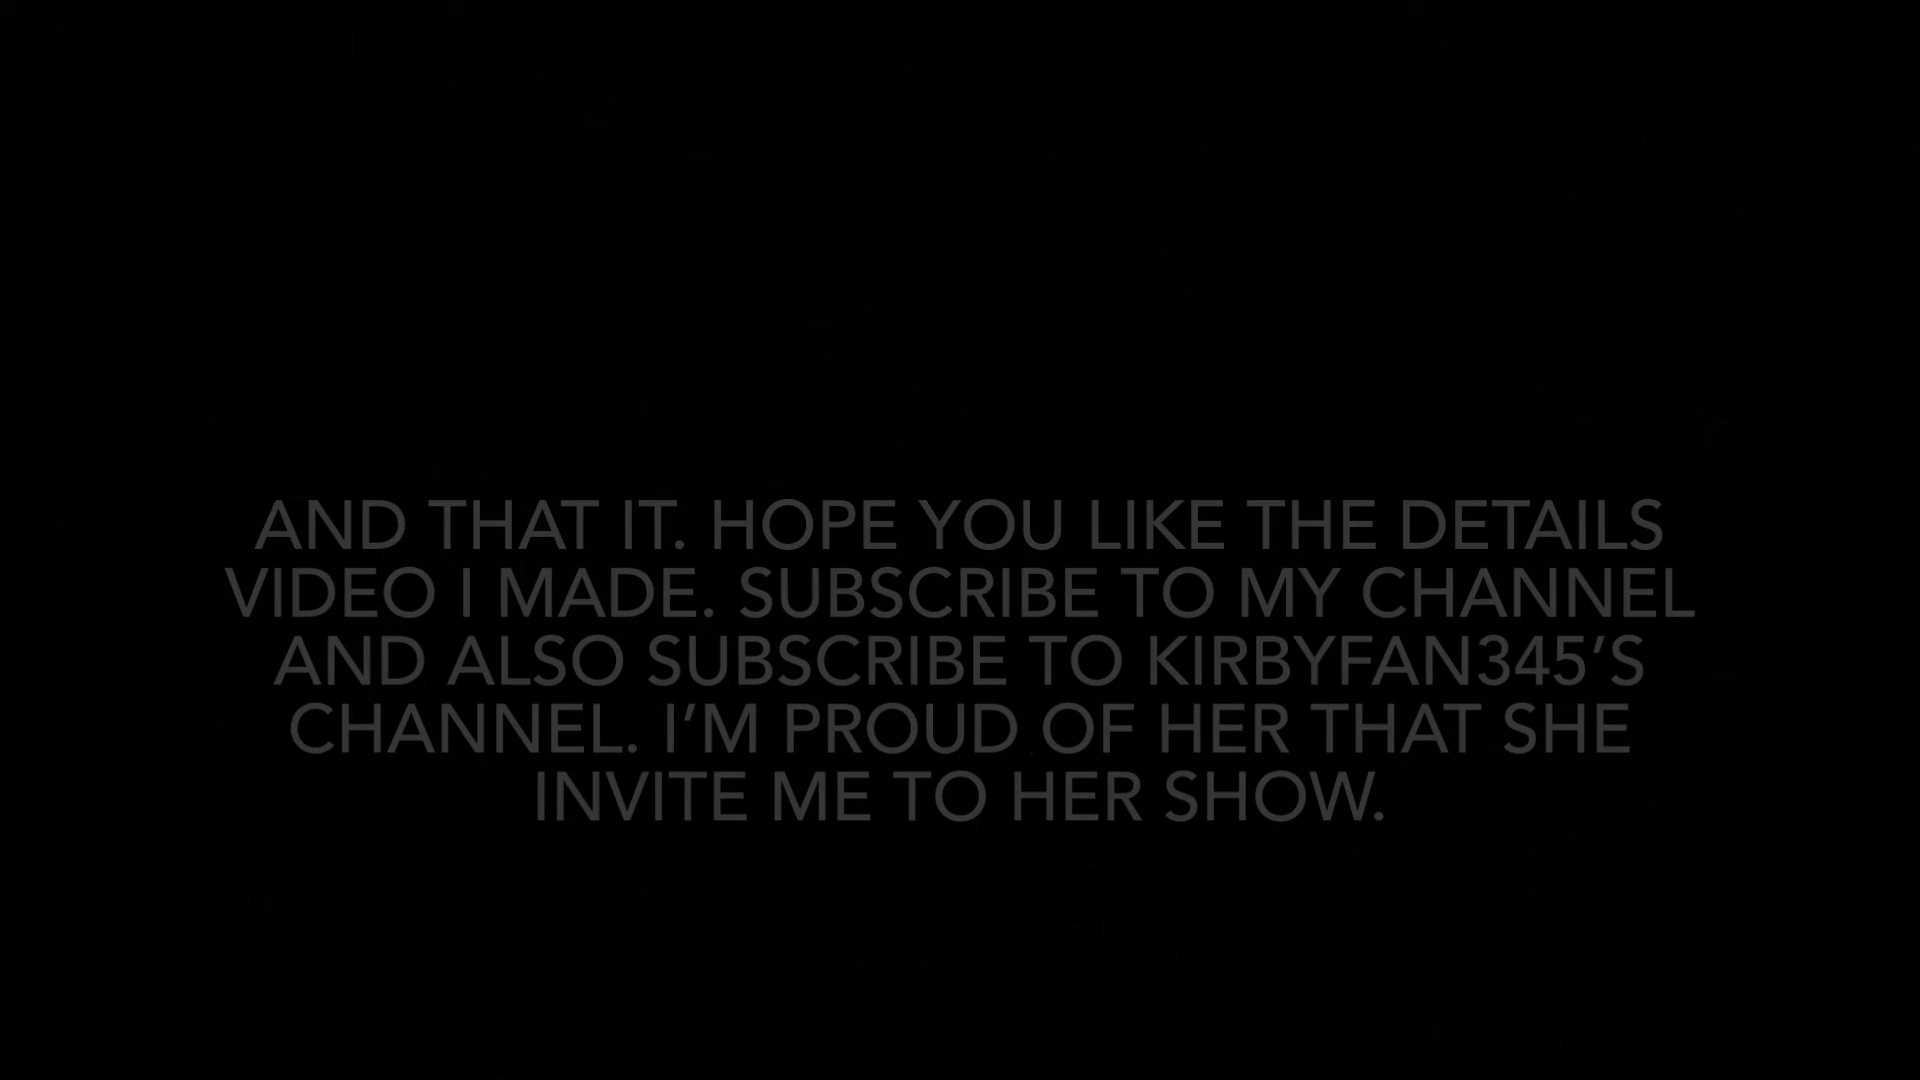 AND THAT IT. HOPE YOU LIKE THE DETAILS
VIDEO I MADE. SUBSCRIBE TO MY CHANNEL
AND ALSO SUBSCRIBE TO KIRBYFAN345’S
CHANNEL. I’M PROUD OF HER THAT SHE
INVITE ME TO HER SHOW.